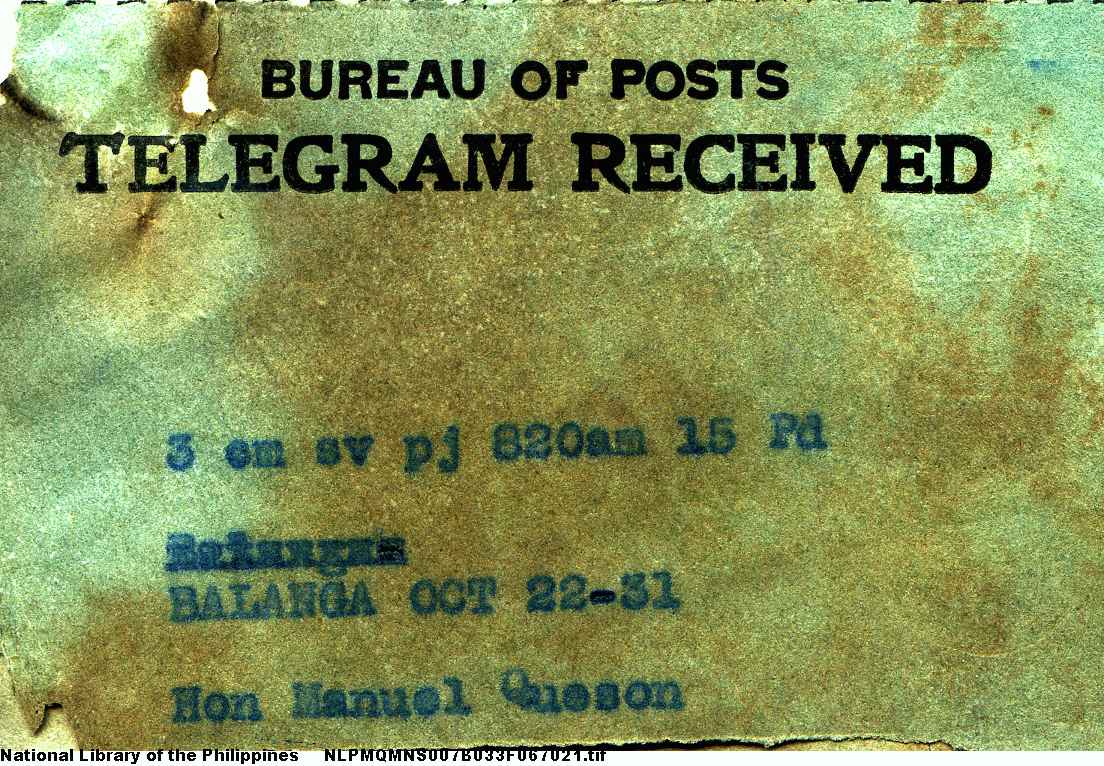 BUREAU OF POSTS
TELEGRAM RECEIVED
3 em sv pj 820am 15 Pd
BALANGA OCT 22-31
Hon Manuel Queson
National Library of the Philippines NLPMQMNS007B033F067021.tif